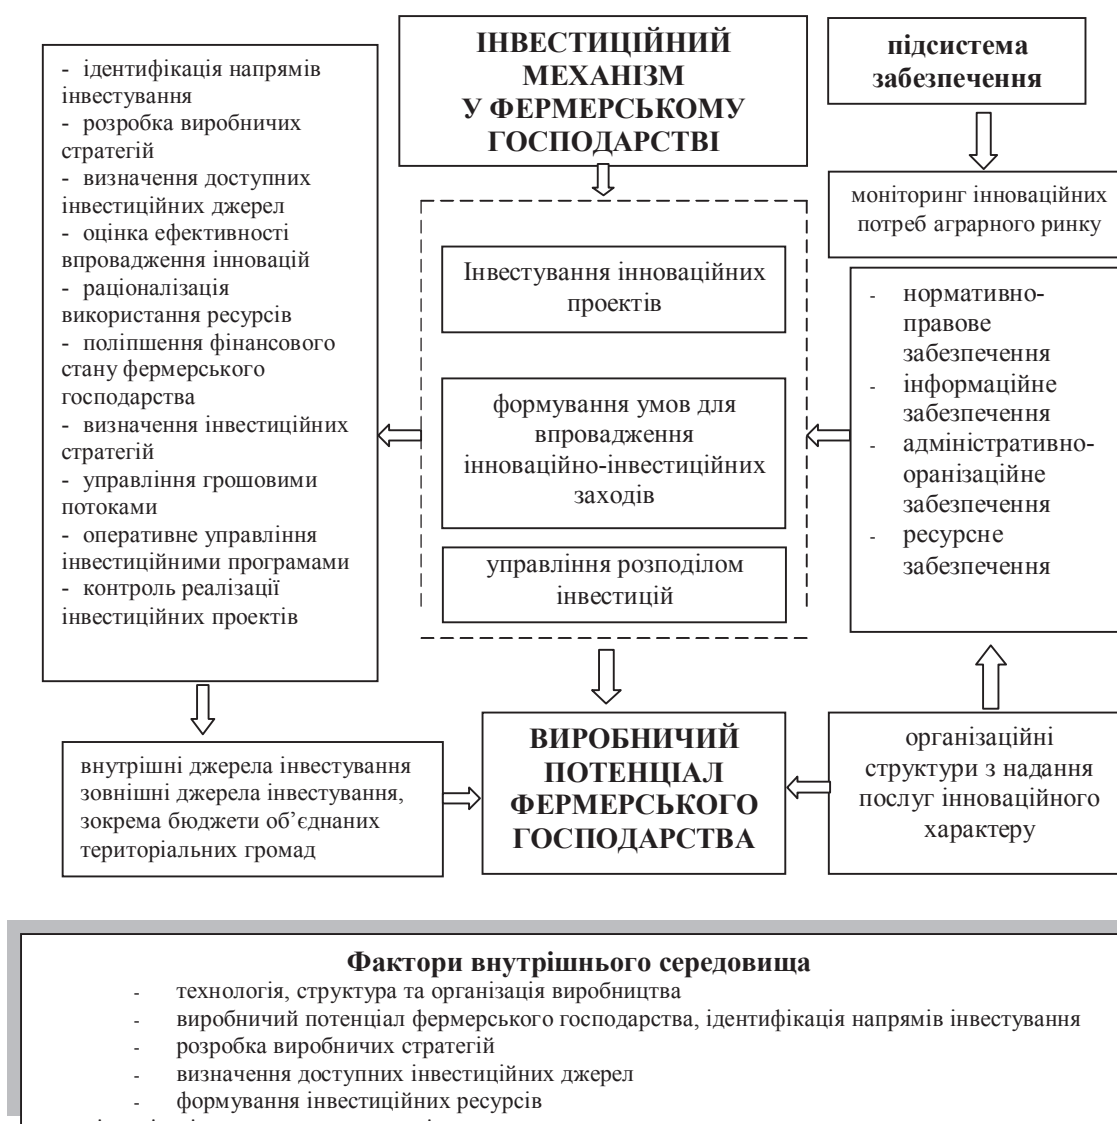 - ідентифікація напрямів
інвестування
- розробка виробничих
стратегій
- визначення доступних
інвестиційних джерел
- оцінка ефективності
впровадження інновацій
- раціоналізація
використання ресурсів
- поліпшення фінансового
стану фермерського
господарства
- визначення інвестиційних
стратегій
- управління грошовими
потоками
- оперативне управління
інвестиційними програмами
- контроль реалізації
інвестиційних проектів
ІНВЕСТИЦІЙНИЙ
МЕХАНІЗМ
У ФЕРМЕРСЬКОМУ
ГОСПОДАРСТВІ
підсистема
забезпечення
моніторинг інноваційних
потреб аграрного ринку
Інвестування інноваційних
проектів
формування умов для
впровадження
інноваційно-інвестиційних
заходів
управління розподілом
інвестицій
- нормативно-
правове
забезпечення
- інформаційне
забезпечення
- адміністративно-
оранізаційне
забезпечення
- ресурсне
забезпечення
внутрішні джерела інвестування
зовнішні джерела інвестування,
зокрема бюджети об’єднаних
територіальних громад
ВИРОБНИЧИЙ
ПОТЕНЦІАЛ
ФЕРМЕРСЬКОГО
ГОСПОДАРСТВА
організаційні
структури з надання
послуг інноваційного
характеру
Фактори внутрішнього середовища
- технологія, структура та організація виробництва
- виробничий потенціал фермерського господарства, ідентифікація напрямів інвестування
- розробка виробничих стратегій
- визначення доступних інвестиційних джерел
- формування інвестиційних ресурсів